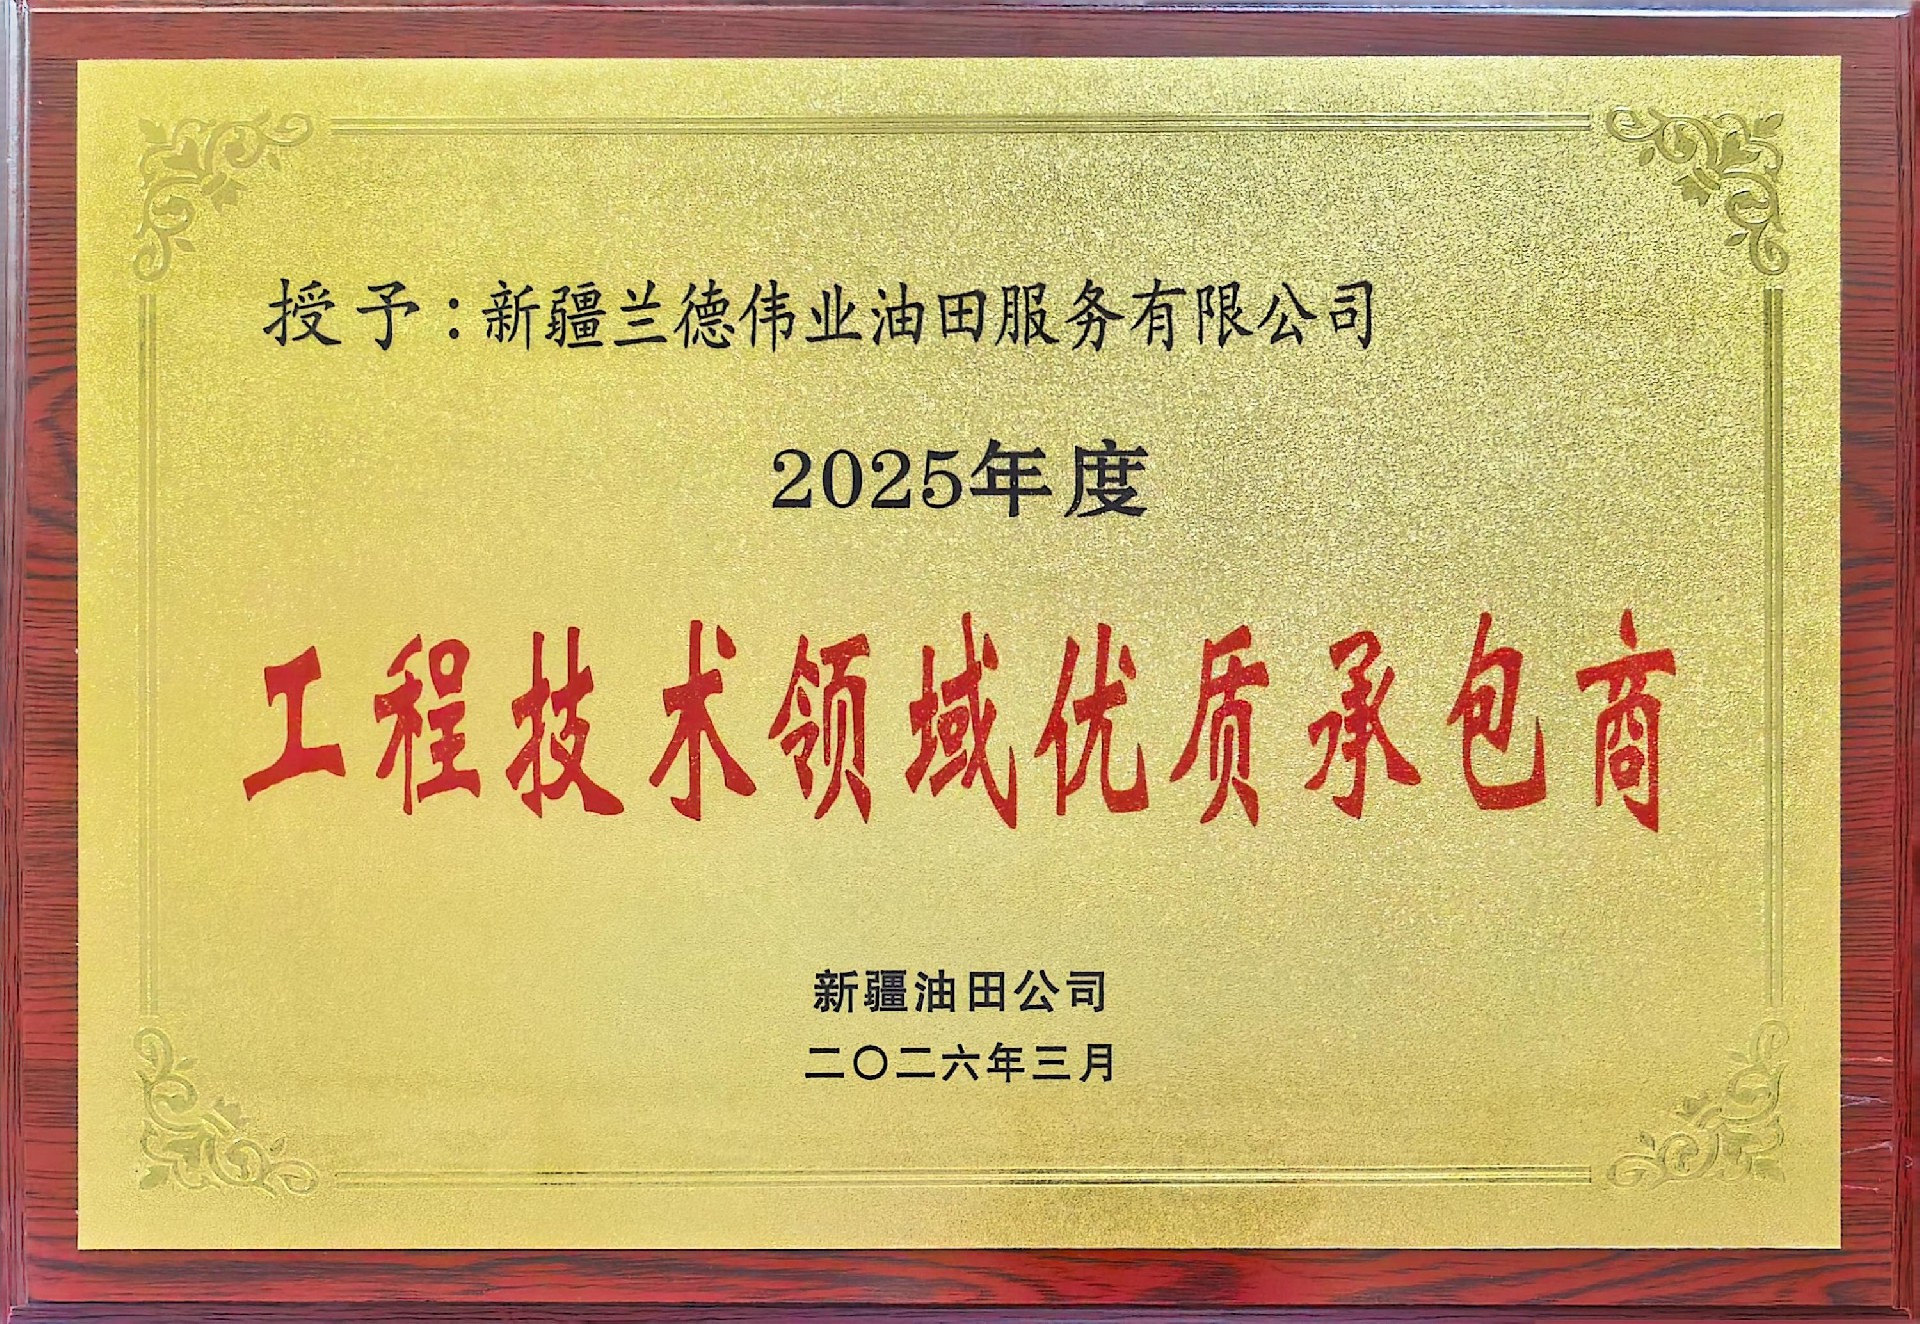 授予：新疆兰德伟业油田服务有限公司
2025年度
工程技术领域优质承包商
新疆油田公司
二〇二六年三月